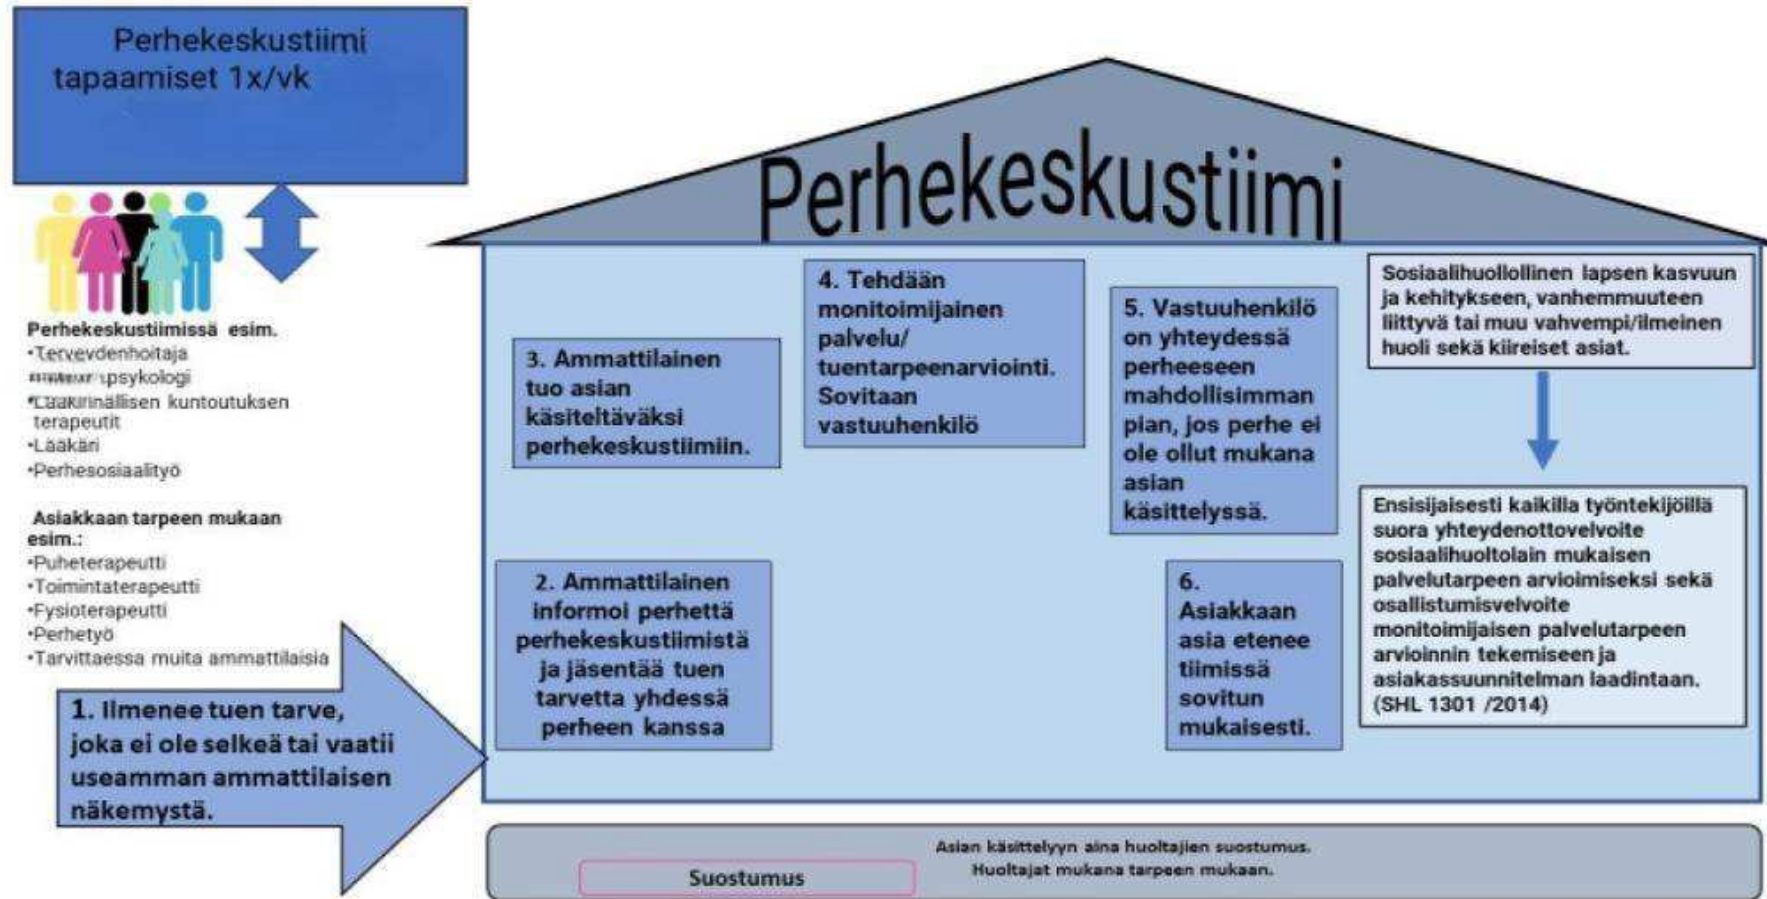 Perhekeskustiimi
tapaamiset 1x/vk
Perhekeskustiimissä esim.
•Terveydenhoitaja
psykologi
•Lääkinnällisen kuntoutuksen
terapeutit
•Lääkäri
•Perhesosiaalityö
Asiakkaan tarpeen mukaan
esim.:
•Puheterapeutti
•Toimintaterapeutti
•Fysioterapeutti
•Perhetyö
•Tarvittaessa muita ammattilaisia
1. Ilmenee tuen tarve,
joka ei ole selkeä tai vaatii
useamman ammattilaisen
näkemystä.
Perhekeskustiimi
2. Ammattilainen
informoi perhettä
perhekeskustiimistä
ja jäsentää tuen
tarvetta yhdessä
perheen kanssa
3. Ammattilainen
tuo asian
käsiteltäväksi
perhekeskustiimiin.
4. Tehdään
monitoimijainen
palvelu/
tuentarpeenarviointi.
Sovitaan
vastuuhenkilö
5. Vastuuhenkilö
on yhteydessä
perheeseen
mahdollisimman
pian, jos perhe ei
ole ollut mukana
asian
käsittelyssä.
6.
Asiakkaan
asia etenee
tiimissä
sovitun
mukaisesti.
Sosiaalihuollollinen lapsen kasvuun
ja kehitykseen, vanhemmuuteen
liittyvä tai muu vahvempi/ilmeinen
huoli sekä kiireiset asiat.
Ensisijaisesti kaikilla työntekijöillä
suora yhteydenottovelvoite
sosiaalihuoltolain mukaisen
palvelutarpeen arvioimiseksi sekä
osallistumisvelvoite
monitoimijaisen palvelutarpeen
arvioinnin tekemiseen ja
asiakassuunnitelman laadintaan.
(SHL 1301 /2014)
Asian käsittelyyn aina huoltajien suostumus.
Huoltajat mukana tarpeen mukaan.
Suostumus